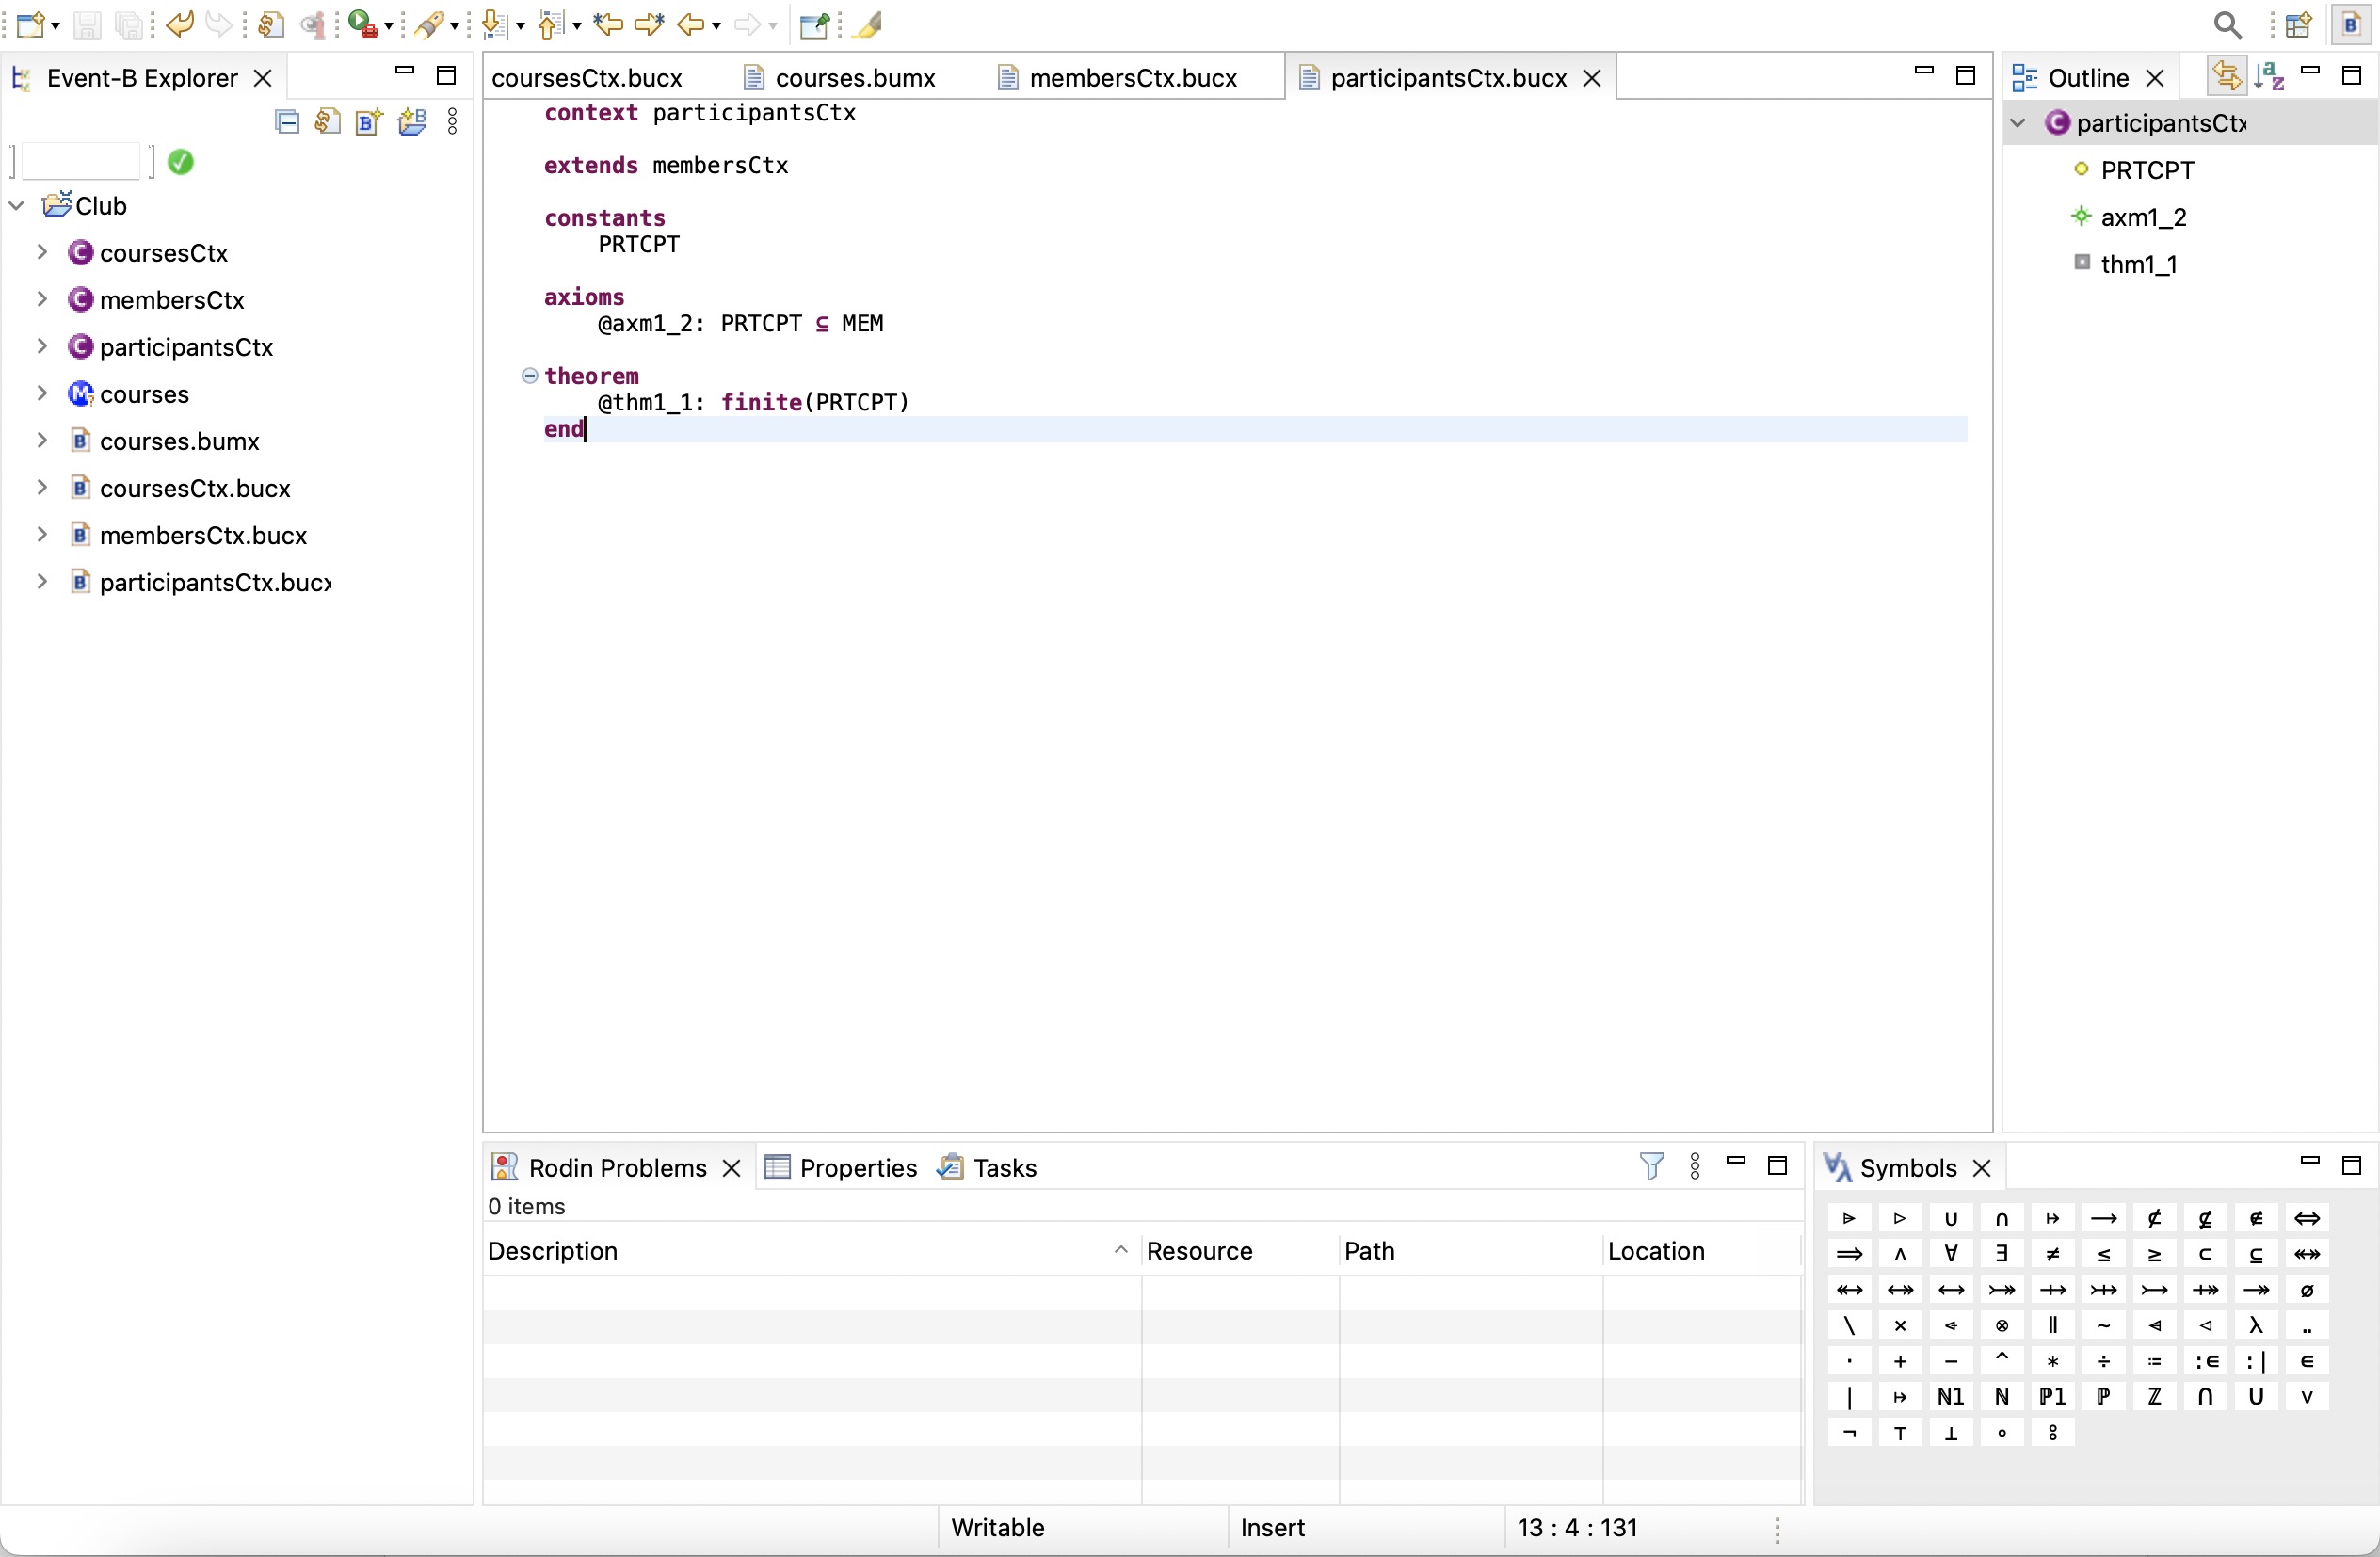 Event-B Explorer
Club
coursesCtx
membersCtx
participantsCtx
courses
courses.bumx
coursesCtx.bucx
membersCtx.bucx
participantsCtx.bucx
coursesCtx.bucx
courses.bumx
membersCtx.bucx
participantsCtx.bucx
context participantsCtx
extends membersCtx
constants
PRTCPT
axioms
@axm1_2: PRTCPT ⊆ MEM
theorem
@thm1_1: finite(PRTCPT)
end
Outline
participantsCtx
PRTCPT
axm1_2
thm1_1
Rodin Problems
Properties
Tasks
0 items
Description
Resource
Path
Location
Symbols
⩥ ▷ ∪ ∩ ↦ → ⊄ ⊈ ∉ ⇔
⇒ ∧ ∀ ∃ ≠ ≤ ≥ ⊂ ⊆ 
   ↔ ⤖ ⇸ ⤔ ↣ ⤀ ↠ ∅
∖ × ⊗ ∥ ∼ ⩤ ◁ λ ‥
· + − ^ ∗ ÷ ≔ :∈ :∣ ∈
∣ ↦ ℕ1 ℕ ℙ1 ℙ ℤ ⋂ ⋃ ∨
¬ ⊤ ⊥ ∘
Writable
Insert
13 : 4 : 131